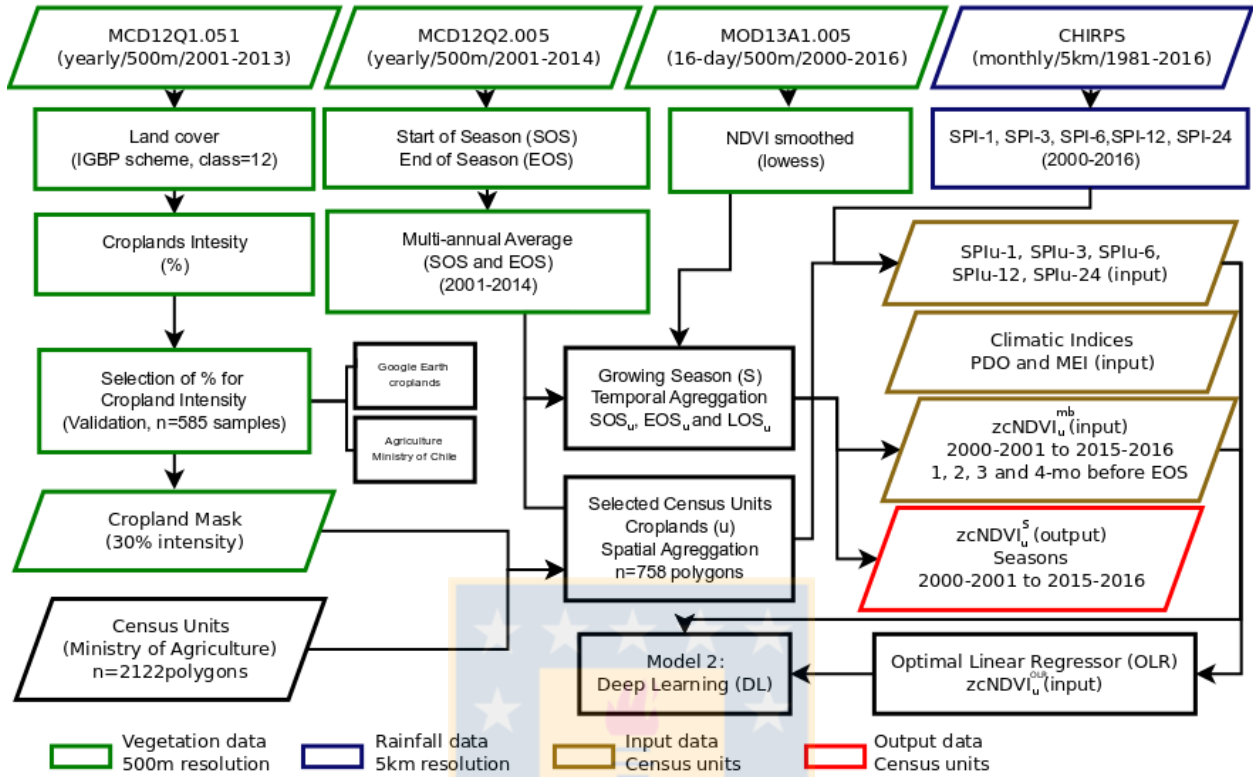 MCD12Q1.051
(yearly/500m/2001-2013)
MCD12Q2.005
(yearly/500m/2001-2014)
MOD13A1.005
(16-day/500m/2000-2016)
CHIRPS
(monthly/5km/1981-2016)
Land cover
(IGBP scheme, class=12)
Start of Season (SOS)
End of Season (EOS)
NDVI smoothed
(lowess)
SPI-1, SPI-3, SPI-6,SPI-12, SPI-24
(2000-2016)
Croplands Intesity
(%)
Multi-annual Average
(SOS and EOS)
(2001-2014)
SPIu-1, SPIu-3, SPIu-6,
SPIu-12, SPIu-24 (input)
Climatic Indices
PDO and MEI (input)
Selection of % for
Cropland Intensity
(Validation, n=585 samples)
Google Earth
croplands
Agriculture
Ministry of Chile
Growing Season (S)
Temporal Agreggation
SOSu, EOSu and LOSu
zcNDVIu mb (input)
2000-2001 to 2015-2016
1, 2, 3 and 4-mo before EOS
Cropland Mask
(30% intensity)
Selected Census Units
Croplands (u)
Spatial Agreggation
n=758 polygons
zcNDVIu S (output)
Seasons
2000-2001 to 2015-2016
Census Units
(Ministry of Agriculture)
n=2122polygons
Model 2:
Deep Learning (DL)
Optimal Linear Regressor (OLR)
zcNDVIu OLR (input)
Vegetation data
500m resolution
Rainfall data
5km resolution
Input data
Census units
Output data
Census units